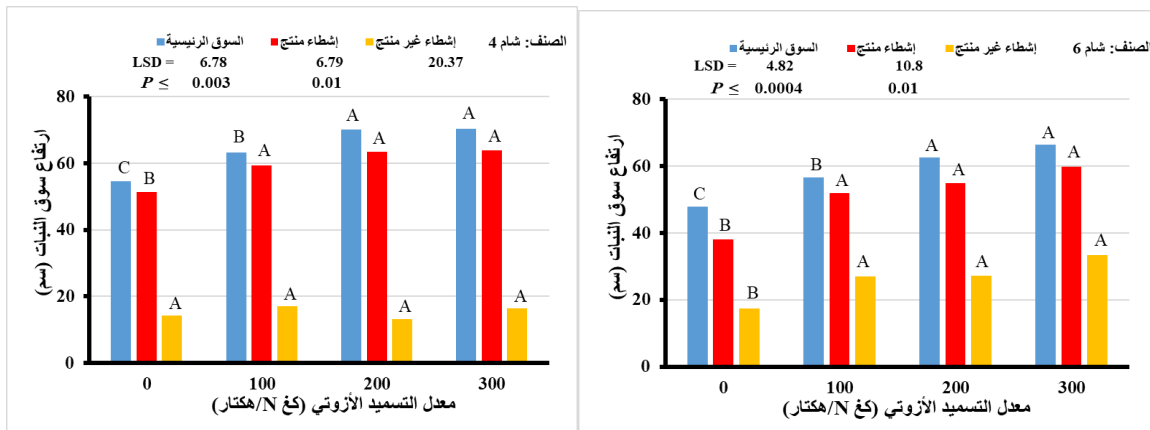 الصنف: شام 4 السوق الرئيسية إشطاء منتج إشطاء غير منتج
LSD = 6.78 6.79 20.37
P ≤ 0.003 0.01
ارتفاع سوق النبات (سم)
80
60
40
20
0
C B A
B A A
A A A
A A A
0 100 200 300
معدل التسميد الأزوتي (كغ N/هكتار)
الصنف: شام 6 السوق الرئيسية إشطاء منتج إشطاء غير منتج
LSD = 4.82 10.8
P ≤ 0.0004 0.01
ارتفاع سوق النبات (سم)
80
60
40
20
0
C B B
B A A
A A A
A A A
0 100 200 300
معدل التسميد الأزوتي (كغ N/هكتار)